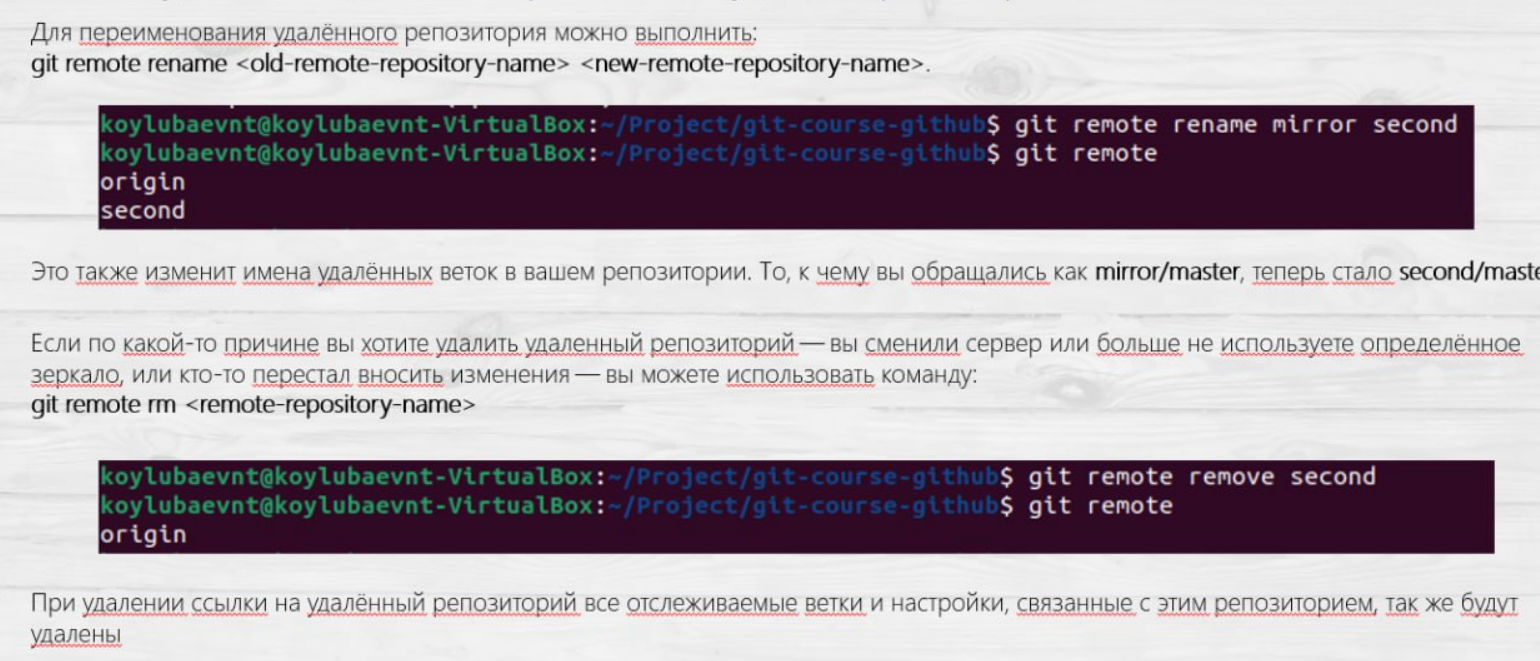 Для переименования удалённого репозитория можно выполнить:
git remote rename <old-remote-repository-name> <new-remote-repository-name>.
koylubaevnt@koylubaevnt-VirtualBox:~/Project/git-course-github$ git remote rename mirror second
koylubaevnt@koylubaevnt-VirtualBox:~/Project/git-course-github$ git remote
origin
second
Это также изменит имена удалённых веток в вашем репозитории. То, к чему вы обращались как mirror/master, теперь стало second/maste
Если по какой-то причине вы хотите удалить удаленный репозиторий — вы сменили сервер или больше не используете определённое
зеркало, или кто-то перестал вносить изменения — вы можете использовать команду:
git remote rm <remote-repository-name>
koylubaevnt@koylubaevnt-VirtualBox:~/Project/git-course-github$ git remote remove second
koylubaevnt@koylubaevnt-VirtualBox:~/Project/git-course-github$ git remote
origin
При удалении ссылки на удалённый репозиторий все отслеживаемые ветки и настройки, связанные с этим репозиторием, так же будут
удалены